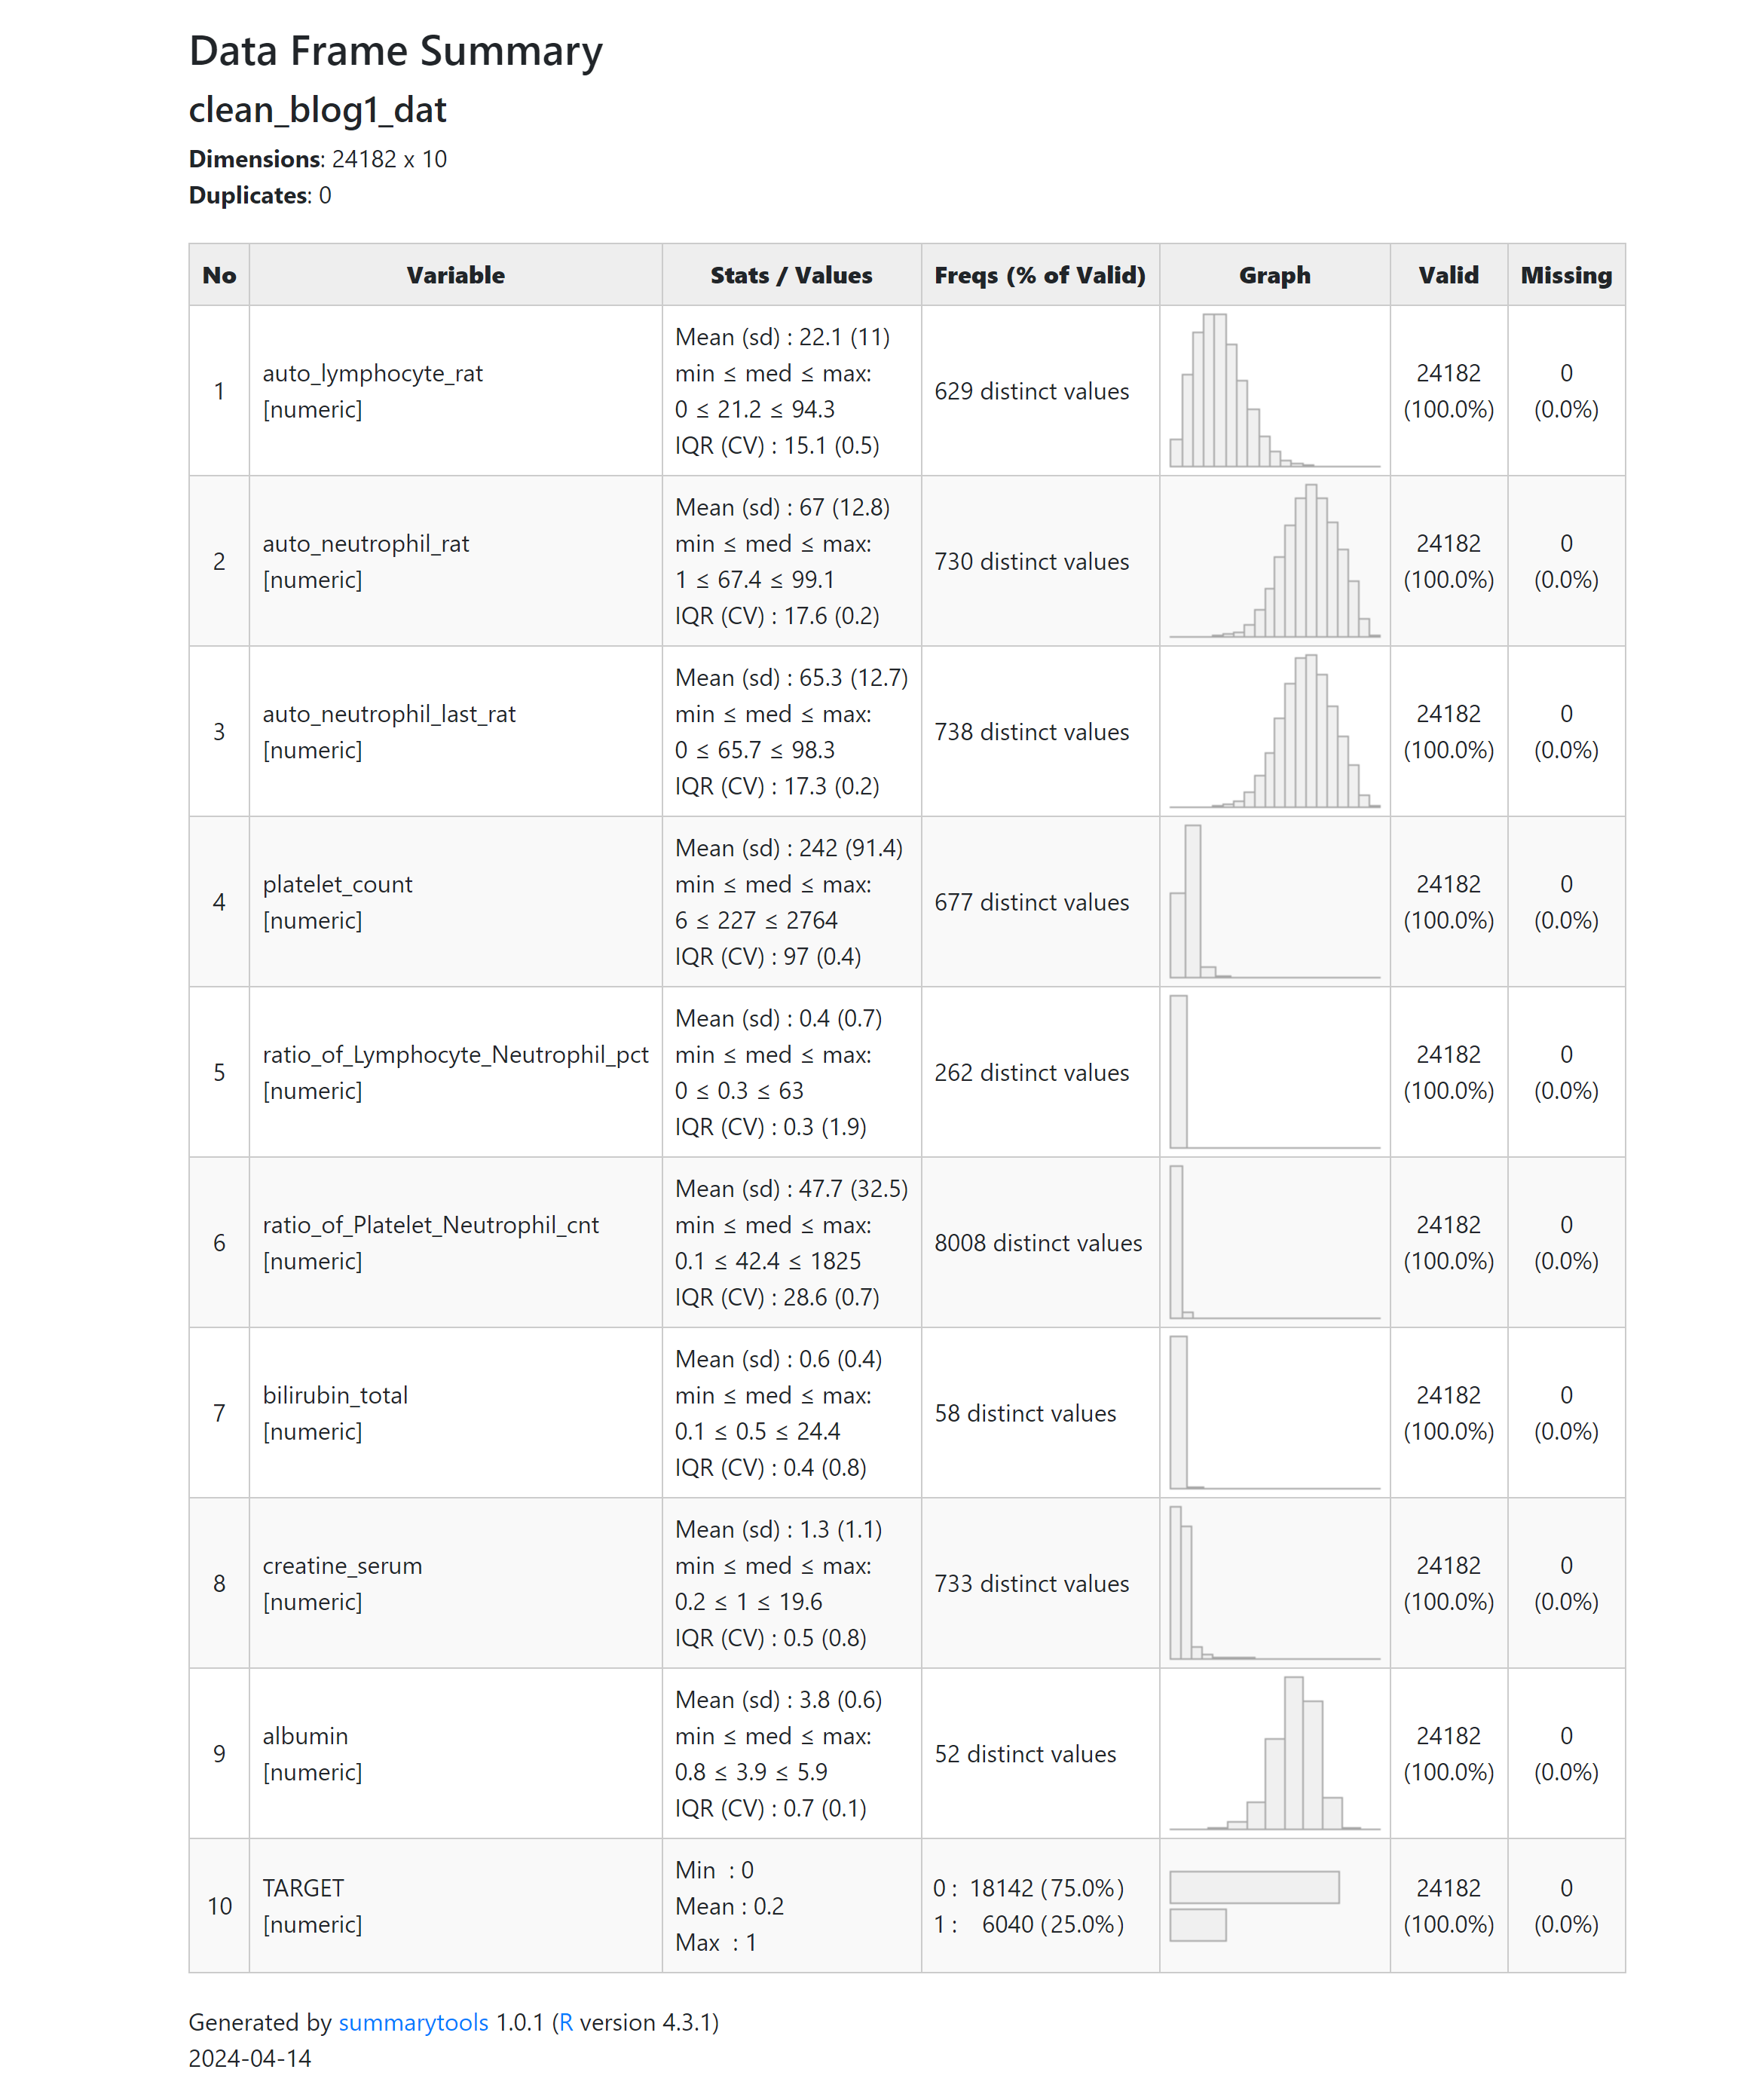 Data Frame Summary
clean_blog1_dat
Dimensions: 24182 x 10
Duplicates: 0
No Variable Stats / Values Freqs (% of Valid) Graph Valid Missing
1 auto_lymphocyte_rat [numeric] Mean (sd) : 22.1 (11)
min ≤ med ≤ max:
0 ≤ 21.2 ≤ 94.3
IQR (CV) : 15.1 (0.5)
629 distinct values
24182 (100.0%)
0 (0.0%)
2 auto_neutrophil_rat [numeric] Mean (sd) : 67 (12.8)
min ≤ med ≤ max:
1 ≤ 67.4 ≤ 99.1
IQR (CV) : 17.6 (0.2)
730 distinct values
24182 (100.0%)
0 (0.0%)
3 auto_neutrophil_last_rat [numeric] Mean (sd) : 65.3 (12.7)
min ≤ med ≤ max:
0 ≤ 65.7 ≤ 98.3
IQR (CV) : 17.3 (0.2)
738 distinct values
24182 (100.0%)
0 (0.0%)
4 platelet_count [numeric] Mean (sd) : 242 (91.4)
min ≤ med ≤ max:
6 ≤ 227 ≤ 2764
IQR (CV) : 97 (0.4)
677 distinct values
24182 (100.0%)
0 (0.0%)
5 ratio_of_Lymphocyte_Neutrophil_pct [numeric] Mean (sd) : 0.4 (0.7)
min ≤ med ≤ max:
0 ≤ 0.3 ≤ 63
IQR (CV) : 0.3 (1.9)
262 distinct values
24182 (100.0%)
0 (0.0%)
6 ratio_of_Platelet_Neutrophil_cnt [numeric] Mean (sd) : 47.7 (32.5)
min ≤ med ≤ max:
0.1 ≤ 42.4 ≤ 1825
IQR (CV) : 28.6 (0.7)
8008 distinct values
24182 (100.0%)
0 (0.0%)
7 bilirubin_total [numeric] Mean (sd) : 0.6 (0.4)
min ≤ med ≤ max:
0.1 ≤ 0.5 ≤ 24.4
IQR (CV) : 0.4 (0.8)
58 distinct values
24182 (100.0%)
0 (0.0%)
8 creatine_serum [numeric] Mean (sd) : 1.3 (1.1)
min ≤ med ≤ max:
0.2 ≤ 1 ≤ 19.6
IQR (CV) : 0.5 (0.8)
733 distinct values
24182 (100.0%)
0 (0.0%)
9 albumin [numeric] Mean (sd) : 3.8 (0.6)
min ≤ med ≤ max:
0.8 ≤ 3.9 ≤ 5.9
IQR (CV) : 0.7 (0.1)
52 distinct values
24182 (100.0%)
0 (0.0%)
10 TARGET [numeric] Min : 0
Mean : 0.2
Max : 1
0 : 18142 (75.0%)
1 : 6040 (25.0%)
24182 (100.0%)
0 (0.0%)
Generated by summarytools 1.0.1 (R version 4.3.1)
2024-04-14